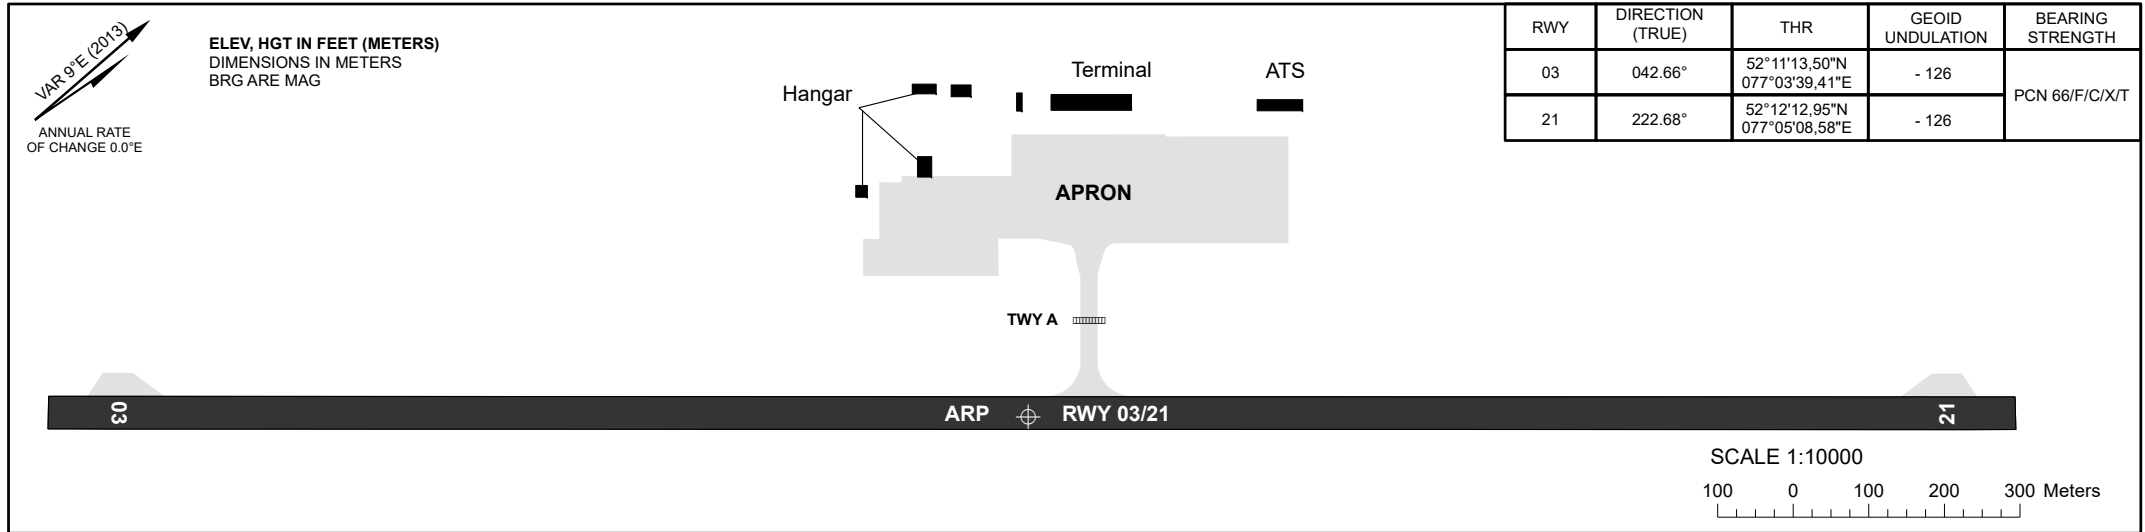 VAR 9°E (2013)
ANNUAL RATE
OF CHANGE 0.0°E
ELEV, HGT IN FEET (METERS)
DIMENSIONS IN METERS
BRG ARE MAG
Hangar
Terminal
ATS
APRON
TWY A
RWY
DIRECTION
(TRUE)
THR
GEOID
UNDULATION
BEARING
STRENGTH
03
042.66°
52°11'13,50"N
077°03'39,41"E
- 126
PCN 66/F/C/X/T
21
222.68°
52°12'12,95"N
077°05'08,58"E
- 126
03
ARP
RWY 03/21
21
SCALE 1:10000
100 0 100 200 300 Meters